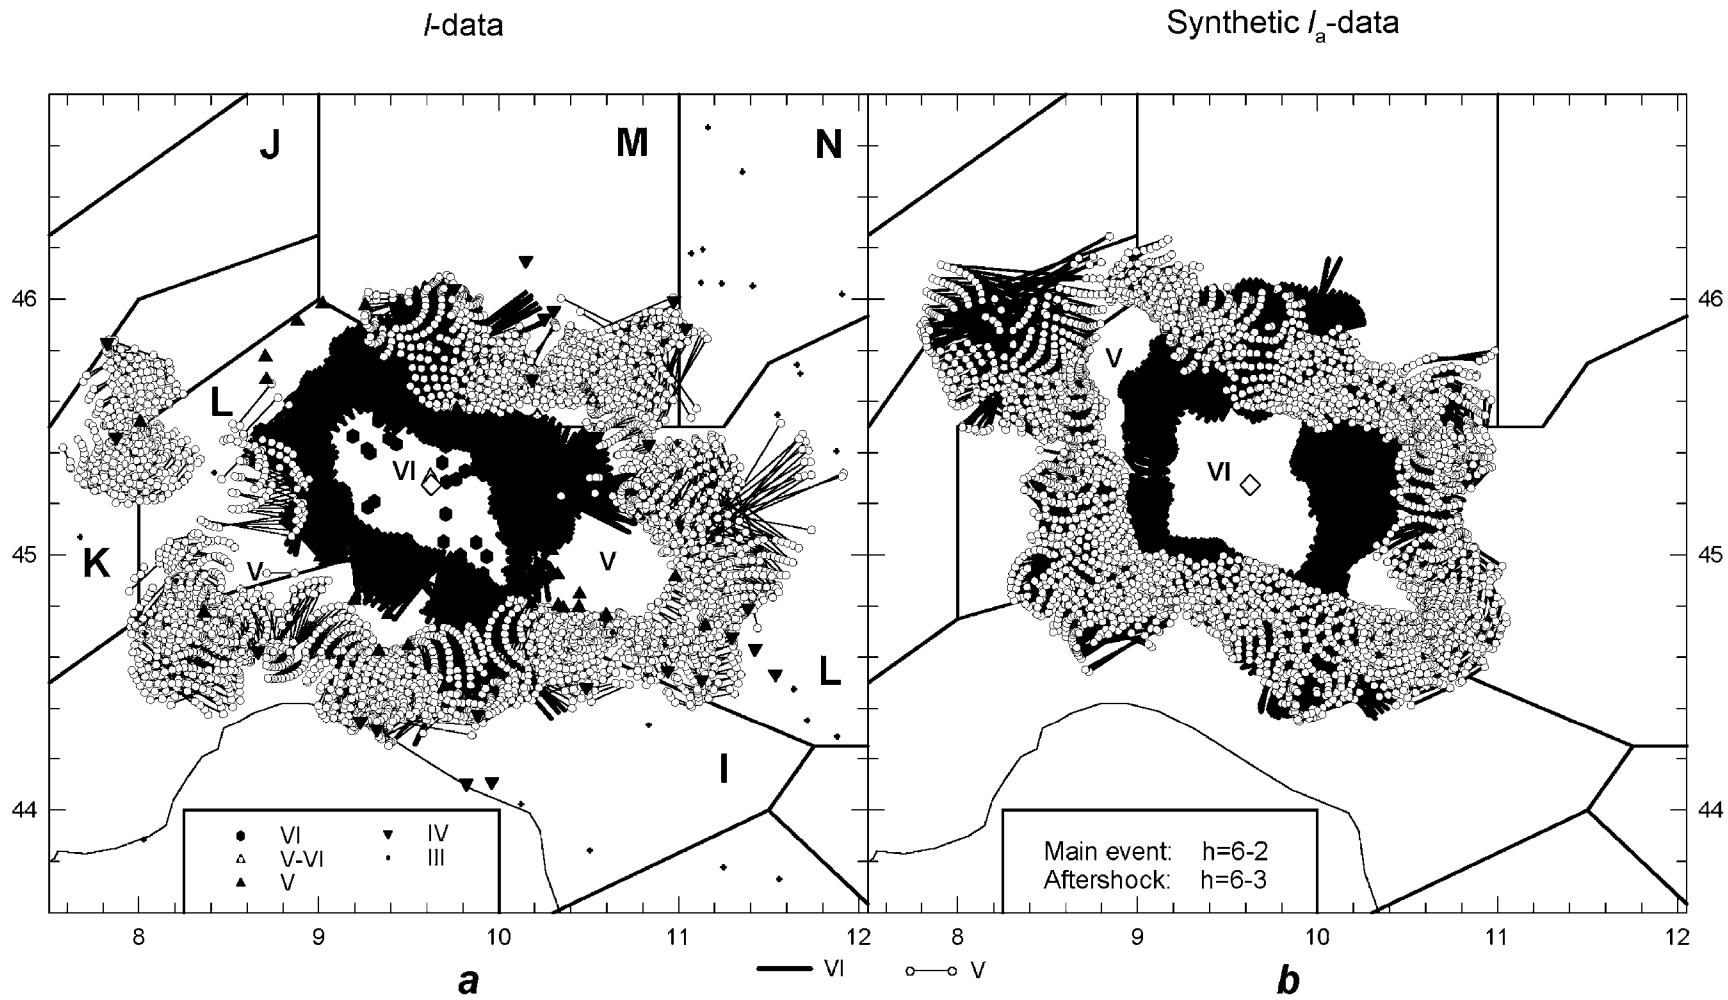 I-data
Synthetic Ia-data
J
M
N
46
46
V
L
VI
VI
45
V
V
45
K
L
I
44
44
VI
IV
V-VI
III
V
Main event: h=6-2
Aftershock: h=6-3
8
9
10
11
12
8
9
10
11
12
VI
V
a
b